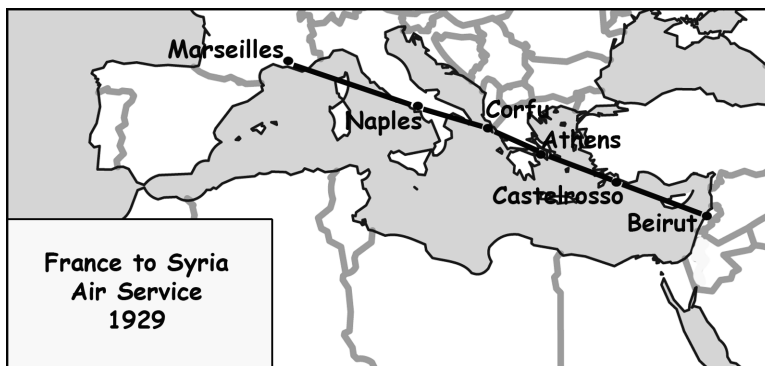 Marseilles
Corfu
Naples
Athens
Castelrosso
Beirut
France to Syria
Air Service
1929